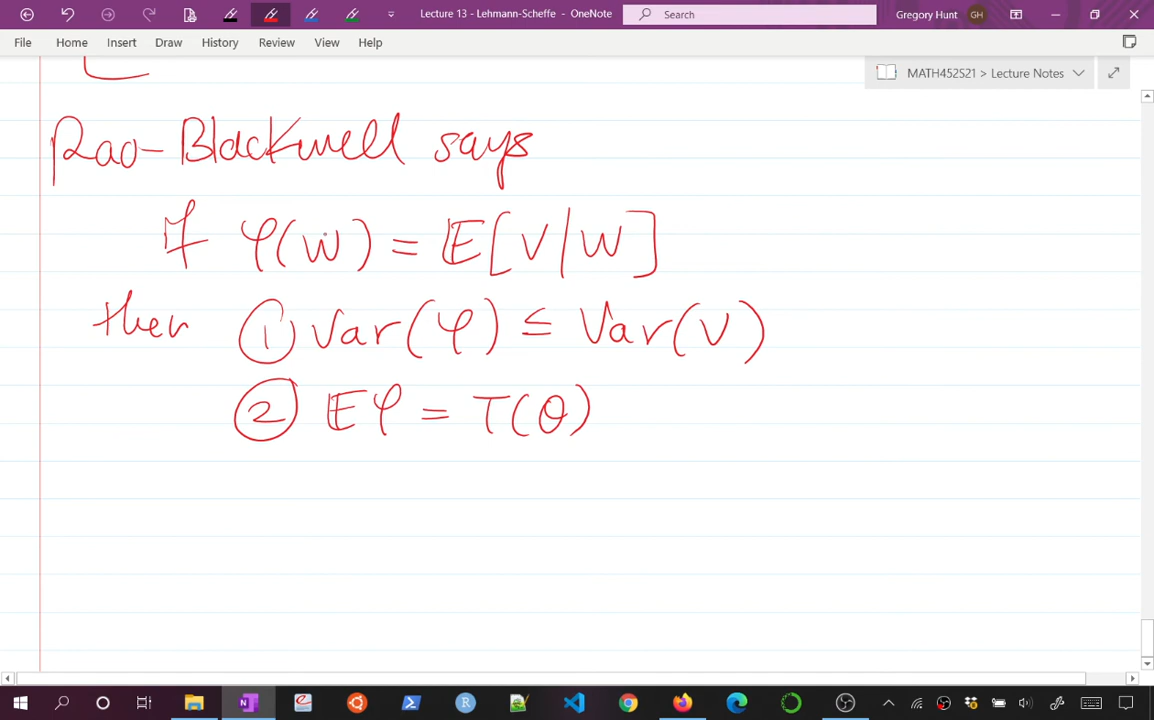 Lecture 13 - Lehmann-Scheffe - OneNote
Search
Gregory Hunt
GH
File Home Insert Draw History Review View Help
MATH452S21 > Lecture Notes
Rao-Blackwell says
If φ(W) = E[V|W]
then ① Var(φ) ≤ Var(V)
② Eφ = T(θ)